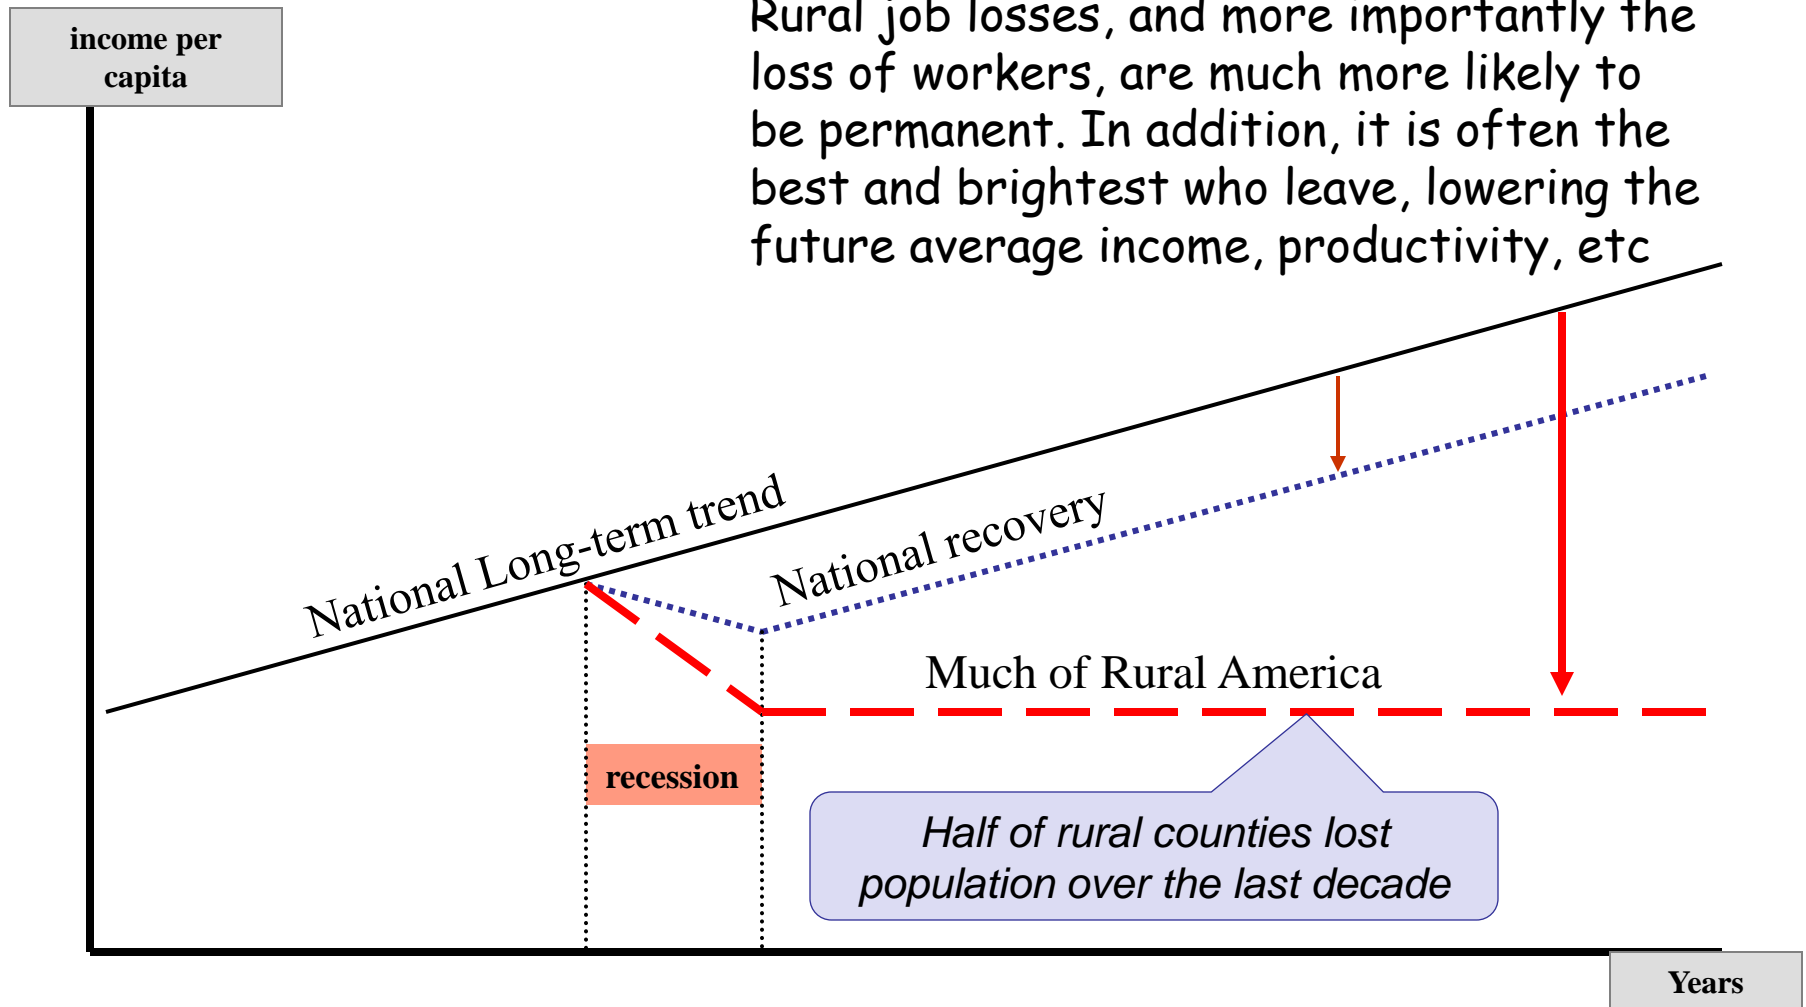 income per
capita
Rural job losses, and more importantly the
loss of workers, are much more likely to
be permanent. In addition, it is often the
best and brightest who leave, lowering the
future average income, productivity, etc
National Long-term trend
National recovery
Much of Rural America
recession
Half of rural counties lost
population over the last decade
Years